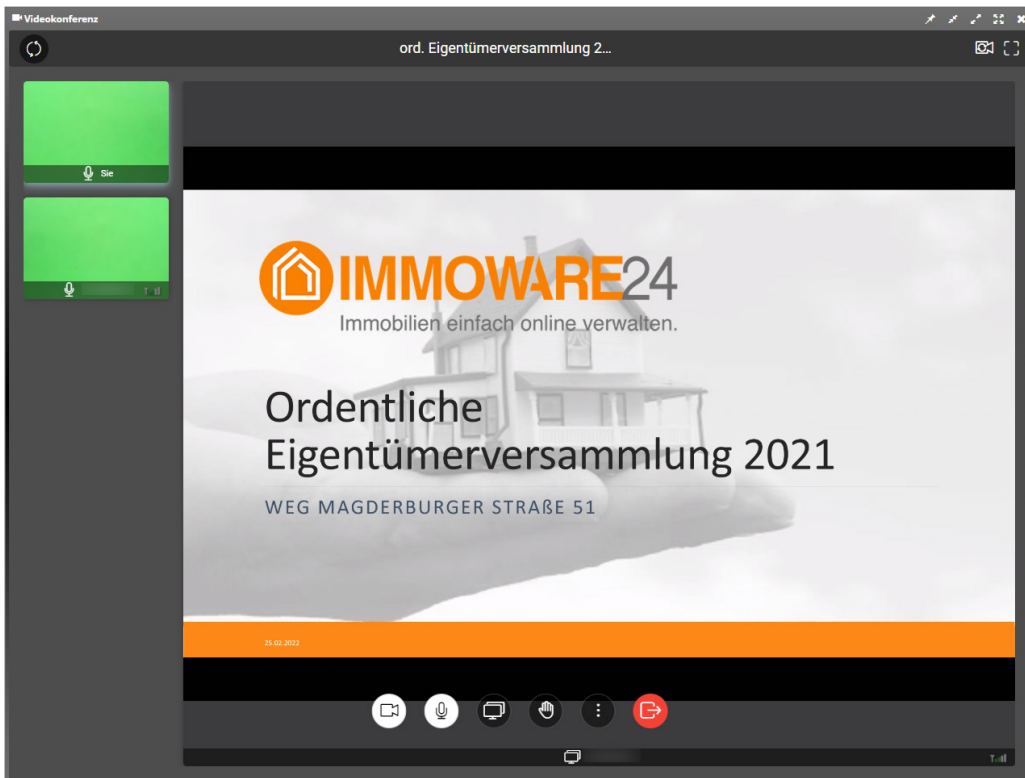 Videokonferenz
ord. Eigentümerversammlung 2...
Sie
IMMOWARE24
Immobilien einfach online verwalten.
Ordentliche
Eigentümerversammlung 2021
WEG MAGDERBURGER STRAßE 51
25.02.2022